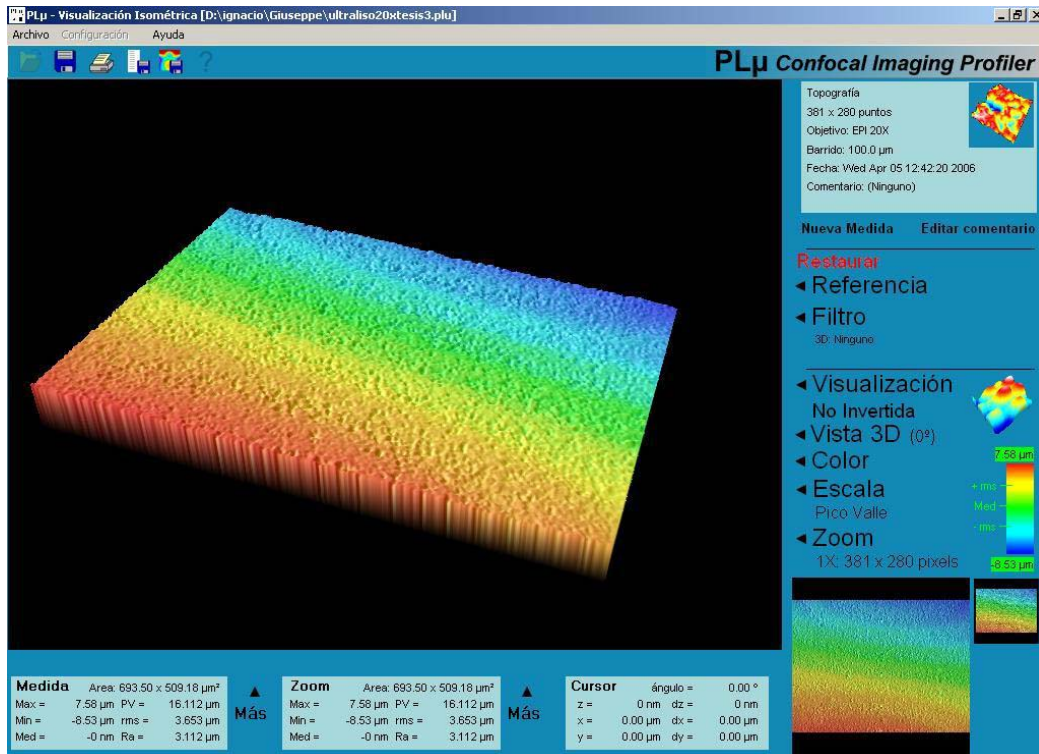 PLµ - Visualización Isométrica [D:\ignacio\Giuseppe\ultraliso20xtesis3.plu]
Archivo Configuración Ayuda
PLµ Confocal Imaging Profiler
Topografía
381 x 280 puntos
Objetivo: EPI 20X
Barrido: 100.0 µm
Fecha: Wed Apr 05 12:42:20 2006
Comentario: (Ninguno)
Nueva Medida Editar comentario
Restaurar
Referencia
Filtro
3D: Ninguno
Visualización
No Invertida
Vista 3D (0º)
Color
7.58 µm
Escala
+ rms
Pico Valle
Med
- rms
Zoom
1X: 381 x 280 pixels
-8.53 µm
Medida Area: 693.50 x 509.18 µm²
Max = 7.58 µm PV = 16.112 µm
Min = -8.53 µm rms = 3.653 µm
Med = -0 nm Ra = 3.112 µm
Más
Zoom Area: 693.50 x 509.18 µm²
Max = 7.58 µm PV = 16.112 µm
Min = -8.53 µm rms = 3.653 µm
Med = -0 nm Ra = 3.112 µm
Más
Cursor ángulo = 0.00 º
z = 0 nm dz = 0 nm
x = 0.00 µm dx = 0.00 µm
y = 0.00 µm dy = 0.00 µm